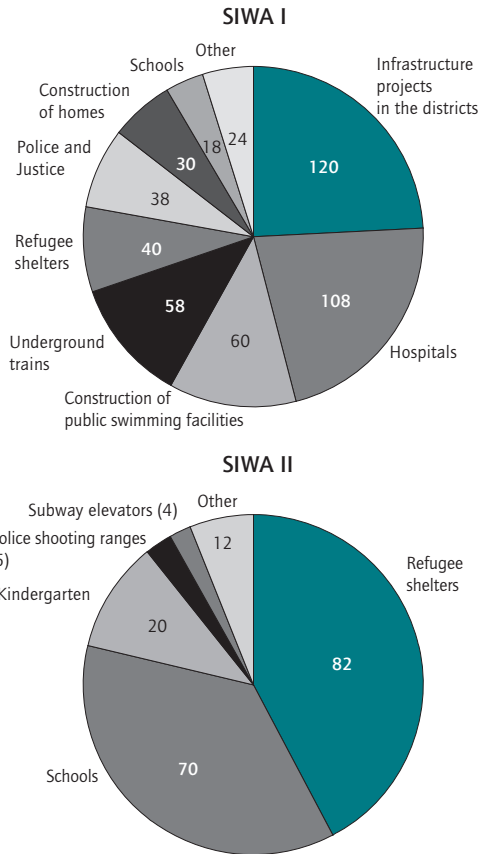 SIWA I
Other
Schools
Infrastructure
projects
in the districts
Construction
of homes
Police and
Justice
Refugee
shelters
Underground
trains
Construction of
public swimming facilities
Hospitals
120
108
60
58
40
38
30
18
24
SIWA II
Other
Subway elevators (4)
olice shooting ranges
5)
Kindergarten
Refugee
shelters
Schools
12
20
82
70